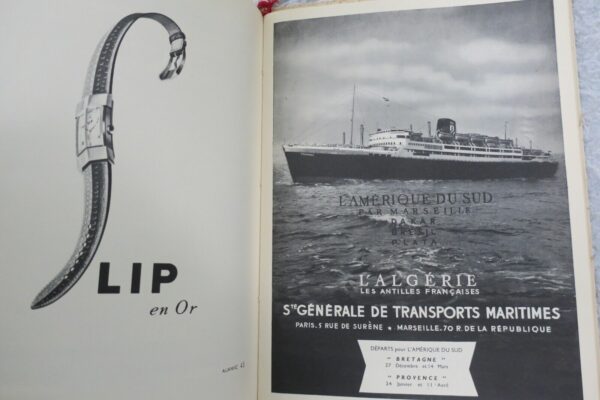 LIP
en Or
L'AMÉRIQUE DU SUD
PAR MARSEILLE
DAKAR
BRÉSIL
PLATA
L'ALGÉRIE
LES ANTILLES FRANÇAISES
STE GÉNÉRALE DE TRANSPORTS MARITIMES
PARIS. 5 RUE DE SURÈNE ★ MARSEILLE. 70 R. DE LA RÉPUBLIQUE
DÉPARTS pour L'AMÉRIQUE DU SUD
" BRETAGNE "
27 Décembre et 14 Mars
" PROVENCE "
24 Janvier et 11 Avril